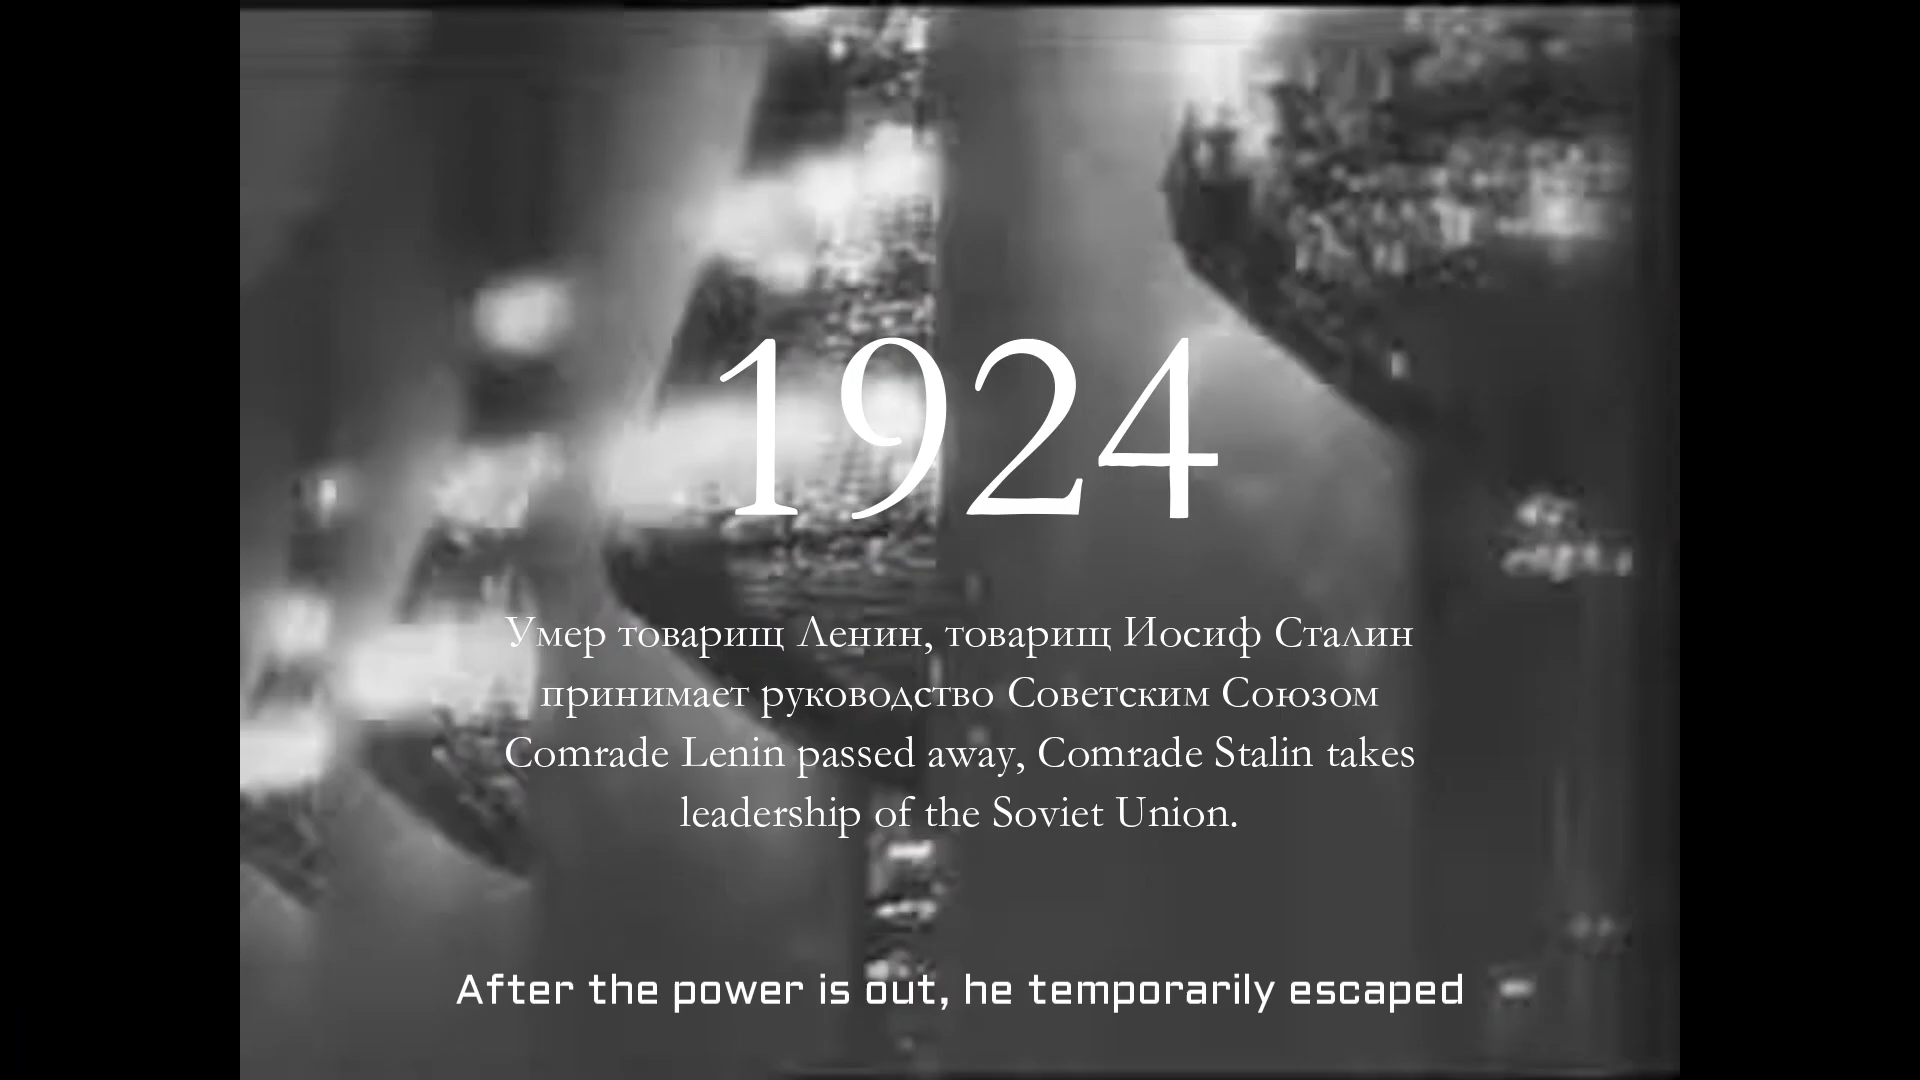 1924
Умер товарищ Ленин, товарищ Иосиф Сталин
принимает руководство Советским Союзом
Comrade Lenin passed away, Comrade Stalin takes
leadership of the Soviet Union.
After the power is out, he temporarily escaped